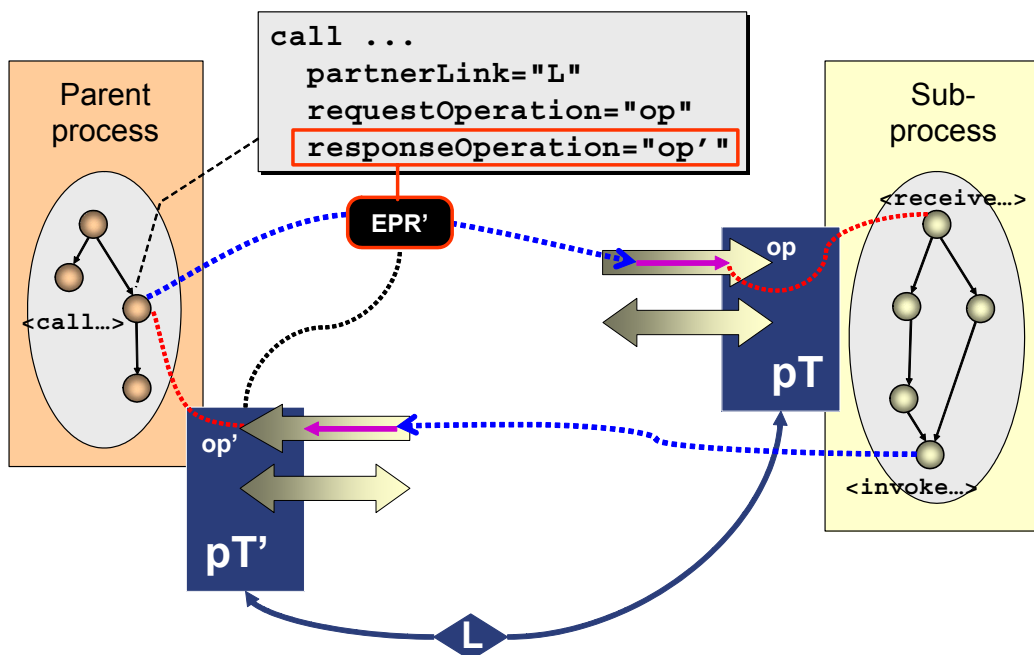 call ...
partnerLink="L"
requestOperation="op"
responseOperation="op’"
Parent
process
Sub-
process
<receive…>
EPR’
op
<call…>
pT
op’
<invoke…>
pT’
L